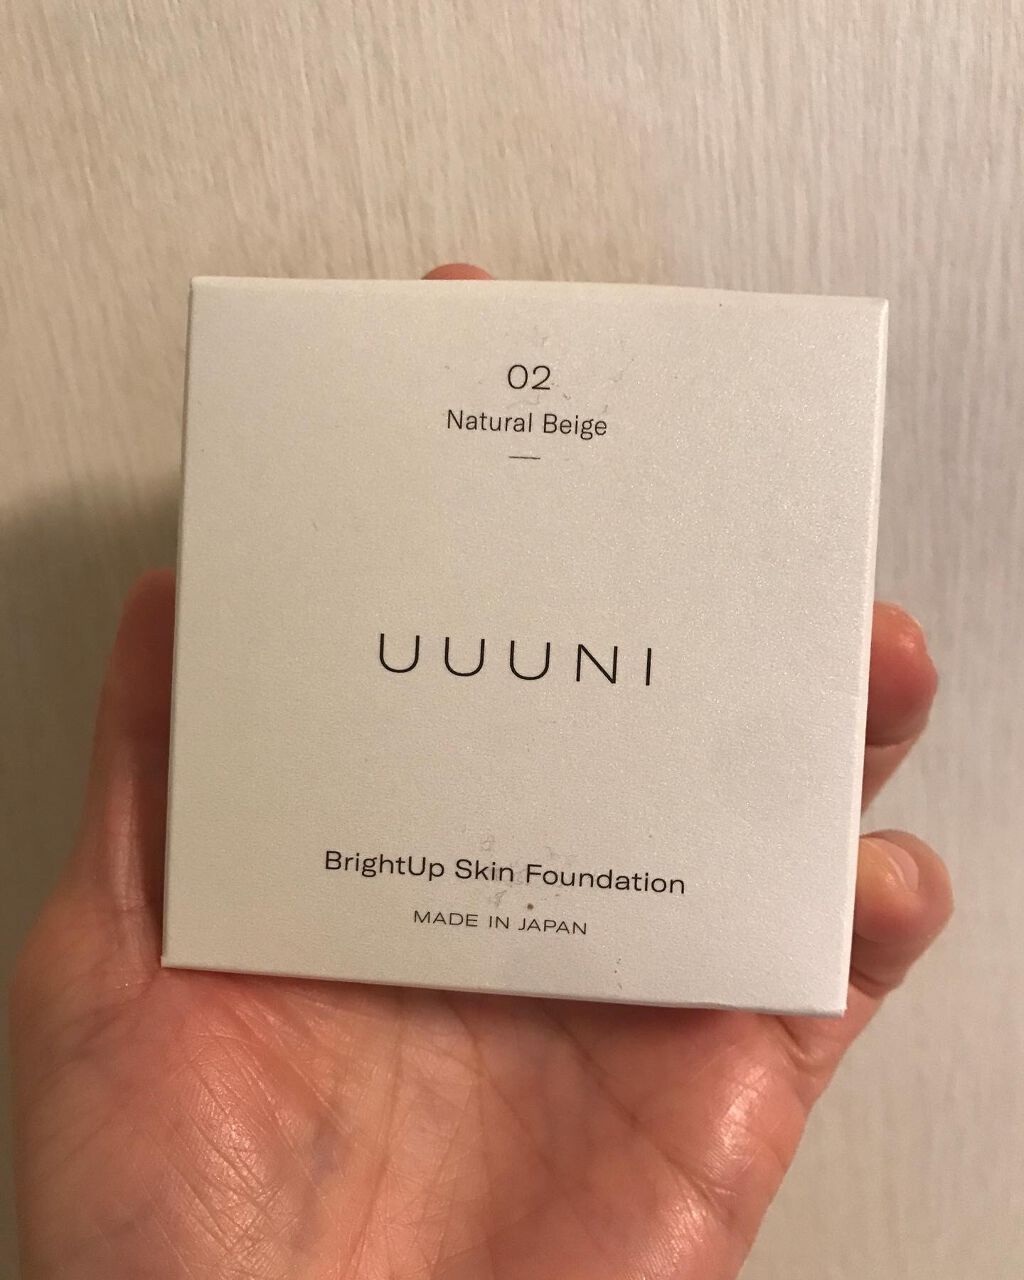 02
Natural Beige
UUUNI
BrightUp Skin Foundation
MADE IN JAPAN